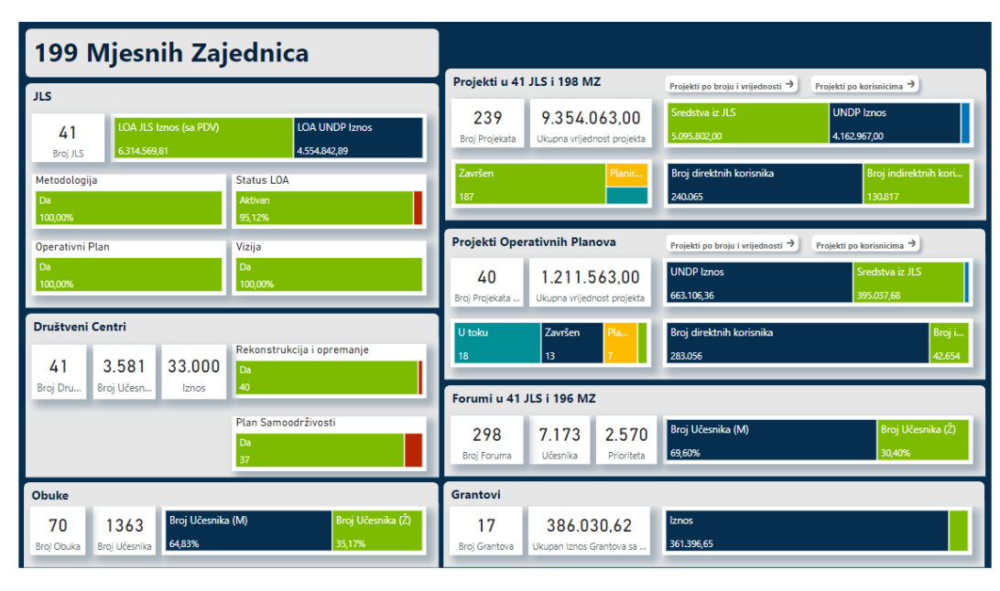 199 Mjesnih Zajednica
JLS
41
Broj JLS
LOA JLS Iznos (sa PDV)
6.314.569,81
LOA UNDP Iznos
4.554.842,89
Metodologija
Da
100,00%
Status LOA
Aktivan
95,12%
Operativni Plan
Da
100,00%
Vizija
Da
100,00%
Društveni Centri
41
Broj Dru...
3.581
Broj Učesn...
33.000
Iznos
Rekonstrukcija i opremanje
Da
40
Plan Samoodrživosti
Da
37
Obuke
70
Broj Obuka
1363
Broj Učesnika
Broj Učesnika (M)
64,83%
Broj Učesnika (Ž)
35,17%
Projekti u 41 JLS i 198 MZ
Projekti po broju i vrijednosti →
Projekti po korisnicima →
239
Broj Projekata
9.354.063,00
Ukupna vrijednost projekta
Sredstva iz JLS
5.095.802,00
UNDP Iznos
4.162.967,00
Završen
187
Planir...
Broj direktnih korisnika
240.065
Broj indirektnih kori...
130.817
Projekti Operativnih Planova
Projekti po broju i vrijednosti →
Projekti po korisnicima →
40
Broj Projekata ...
1.211.563,00
Ukupna vrijednost projekta
UNDP Iznos
663.106,36
Sredstva iz JLS
395.037,68
U toku
18
Završen
13
Pla...
7
Broj direktnih korisnika
283.056
Broj i...
42.654
Forumi u 41 JLS i 196 MZ
298
Broj Foruma
7.173
Učesnika
2.570
Prioriteta
Broj Učesnika (M)
69,60%
Broj Učesnika (Ž)
30,40%
Grantovi
17
Broj Grantova
386.030,62
Ukupan Iznos Grantova sa ...
Iznos
361.396,65